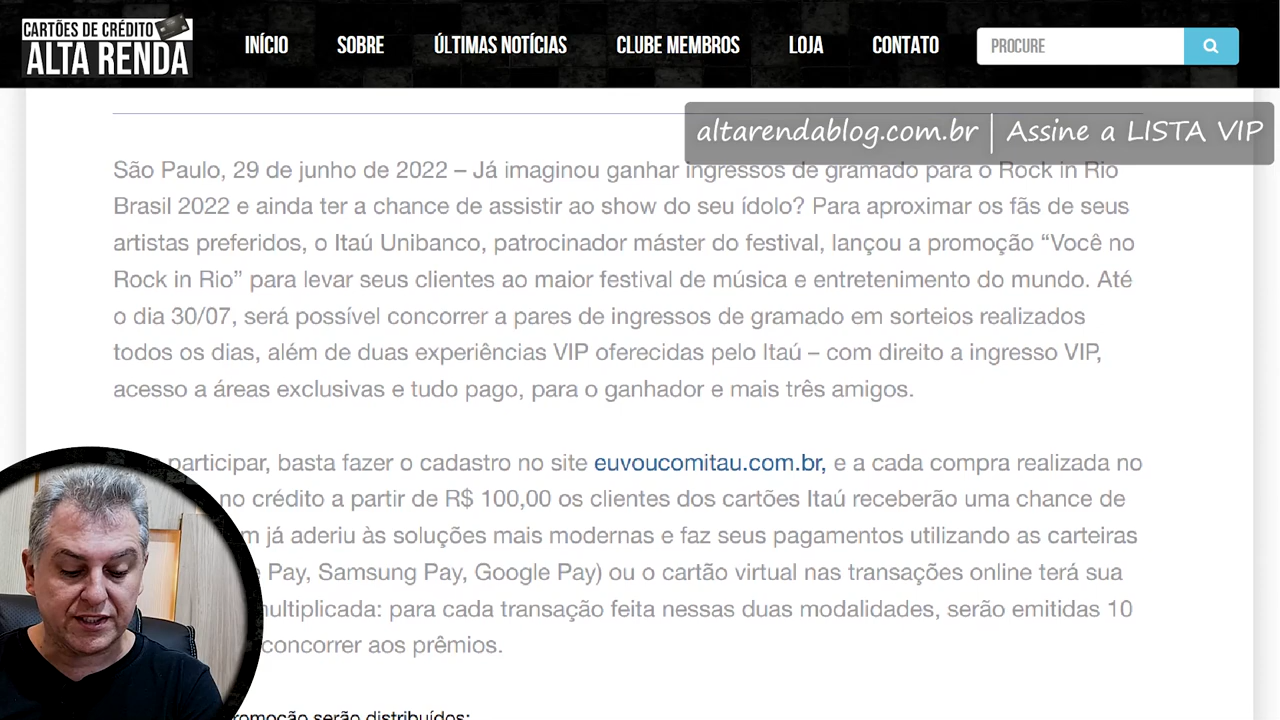 CARTÕES DE CRÉDITO
ALTA RENDA
INÍCIO SOBRE ÚLTIMAS NOTÍCIAS CLUBE MEMBROS LOJA CONTATO PROCURE
altarendablog.com.br | Assine a LISTA VIP
São Paulo, 29 de junho de 2022 – Já imaginou ganhar ingressos de gramado para o Rock in Rio
Brasil 2022 e ainda ter a chance de assistir ao show do seu ídolo? Para aproximar os fãs de seus
artistas preferidos, o Itaú Unibanco, patrocinador máster do festival, lançou a promoção “Você no
Rock in Rio” para levar seus clientes ao maior festival de música e entretenimento do mundo. Até
o dia 30/07, será possível concorrer a pares de ingressos de gramado em sorteios realizados
todos os dias, além de duas experiências VIP oferecidas pelo Itaú – com direito a ingresso VIP,
acesso a áreas exclusivas e tudo pago, para o ganhador e mais três amigos.
participar, basta fazer o cadastro no site euvoucomitau.com.br, e a cada compra realizada no
no crédito a partir de R$ 100,00 os clientes dos cartões Itaú receberão uma chance de
já aderiu às soluções mais modernas e faz seus pagamentos utilizando as carteiras
Pay, Samsung Pay, Google Pay) ou o cartão virtual nas transações online terá sua
multiplicada: para cada transação feita nessas duas modalidades, serão emitidas 10
concorrer aos prêmios.
promoção serão distribuídos: